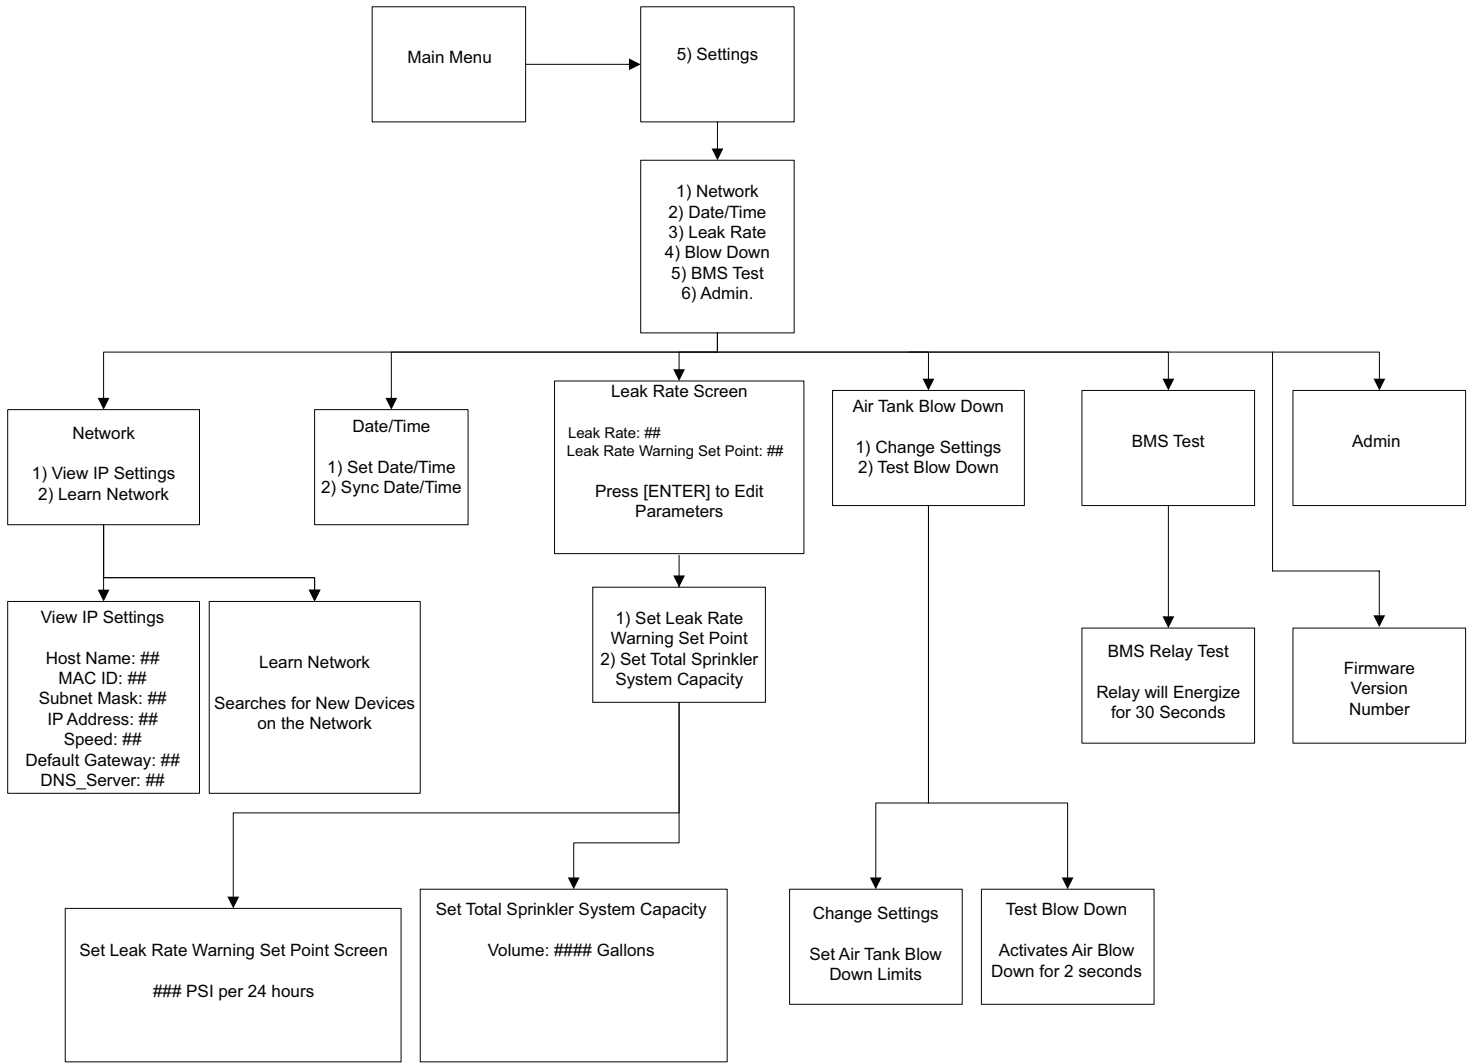 Main Menu
5) Settings
1) Network
2) Date/Time
3) Leak Rate
4) Blow Down
5) BMS Test
6) Admin.
Network
1) View IP Settings
2) Learn Network
Date/Time
1) Set Date/Time
2) Sync Date/Time
Leak Rate Screen
Leak Rate: ##
Leak Rate Warning Set Point: ##
Press [ENTER] to Edit
Parameters
Air Tank Blow Down
1) Change Settings
2) Test Blow Down
BMS Test
Admin
View IP Settings
Host Name: ##
MAC ID: ##
Subnet Mask: ##
IP Address: ##
Speed: ##
Default Gateway: ##
DNS_Server: ##
Learn Network
Searches for New Devices
on the Network
1) Set Leak Rate
Warning Set Point
2) Set Total Sprinkler
System Capacity
BMS Relay Test
Relay will Energize
for 30 Seconds
Firmware
Version
Number
Set Leak Rate Warning Set Point Screen
### PSI per 24 hours
Set Total Sprinkler System Capacity
Volume: #### Gallons
Change Settings
Set Air Tank Blow
Down Limits
Test Blow Down
Activates Air Blow
Down for 2 seconds